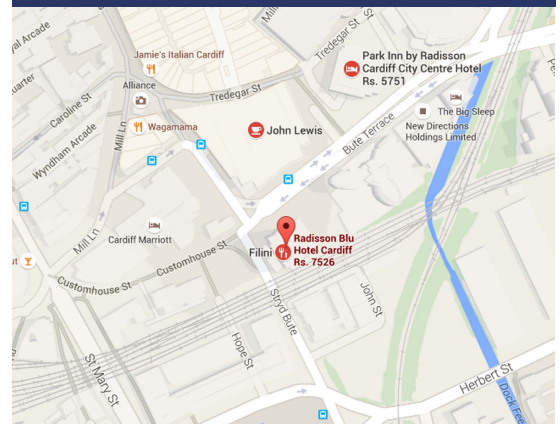 Jamie's Italian Cardiff
Tredegar St
Park Inn by Radisson
Cardiff City Centre Hotel
Rs. 5751
Alliance
Caroline St
Tredegar St
The Big Sleep
Wyndham Arcade
Mill Ln
Wagamama
John Lewis
Bute Terrace
New Directions
Holdings Limited
Mill Ln
Cardiff Marriott
Customhouse St
Filini
Radisson Blu
Hotel Cardiff
Rs. 7526
Customhouse St
Stryd Bute
John St
Hope St
St Mary St
Herbert St